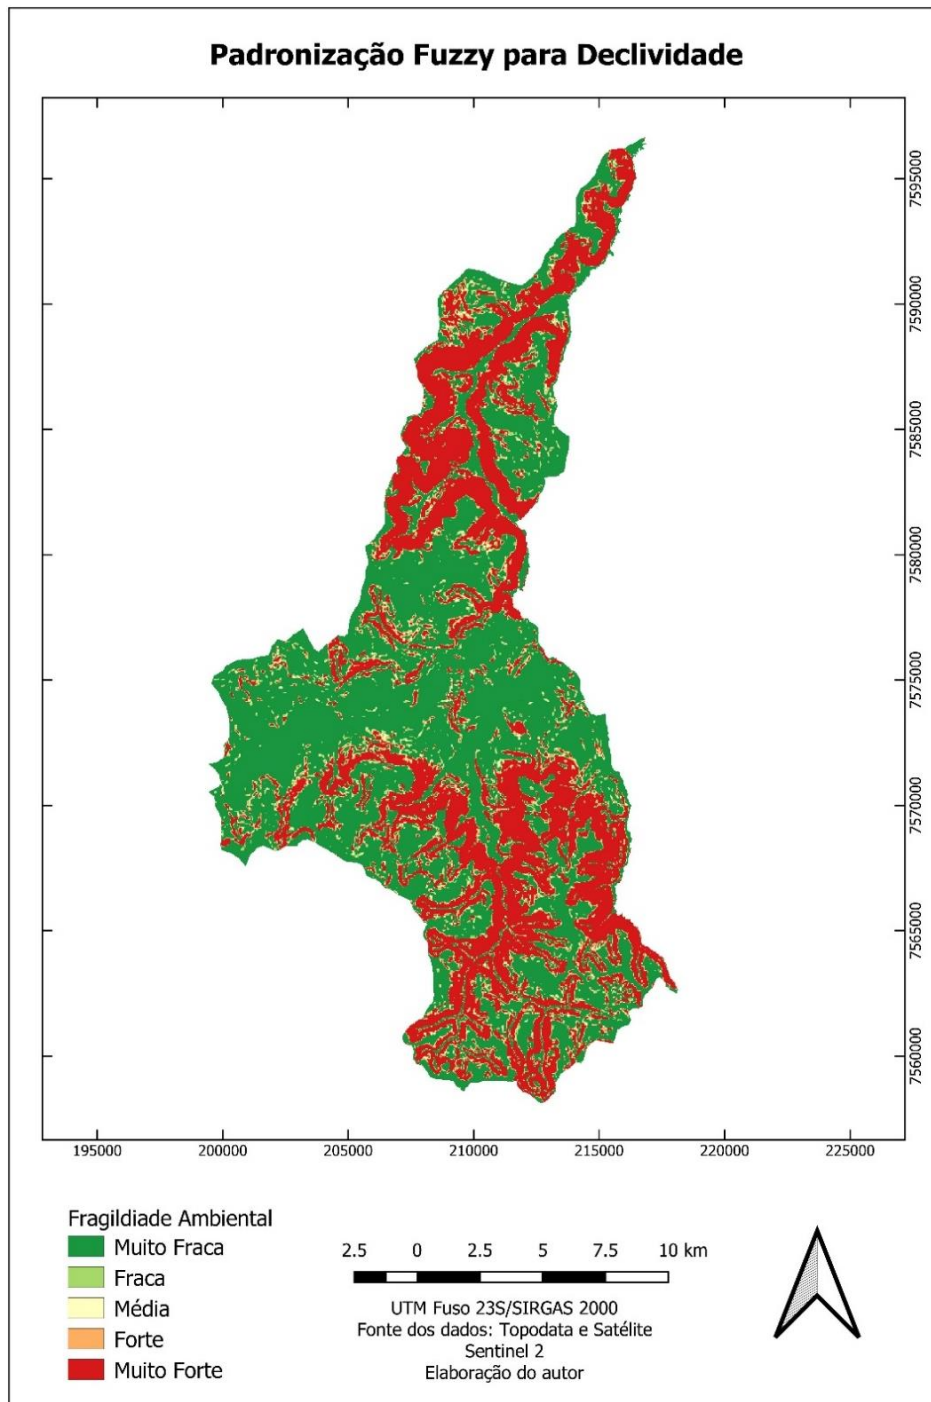 Padronização Fuzzy para Declividade
7595000
7590000
7585000
7580000
7575000
7570000
7565000
7560000
195000 200000 205000 210000 215000 220000 225000
Fragildiade Ambiental
Muito Fraca
Fraca
Média
Forte
Muito Forte
2.5 0 2.5 5 7.5 10 km
UTM Fuso 23S/SIRGAS 2000
Fonte dos dados: Topodata e Satélite
Sentinel 2
Elaboração do autor